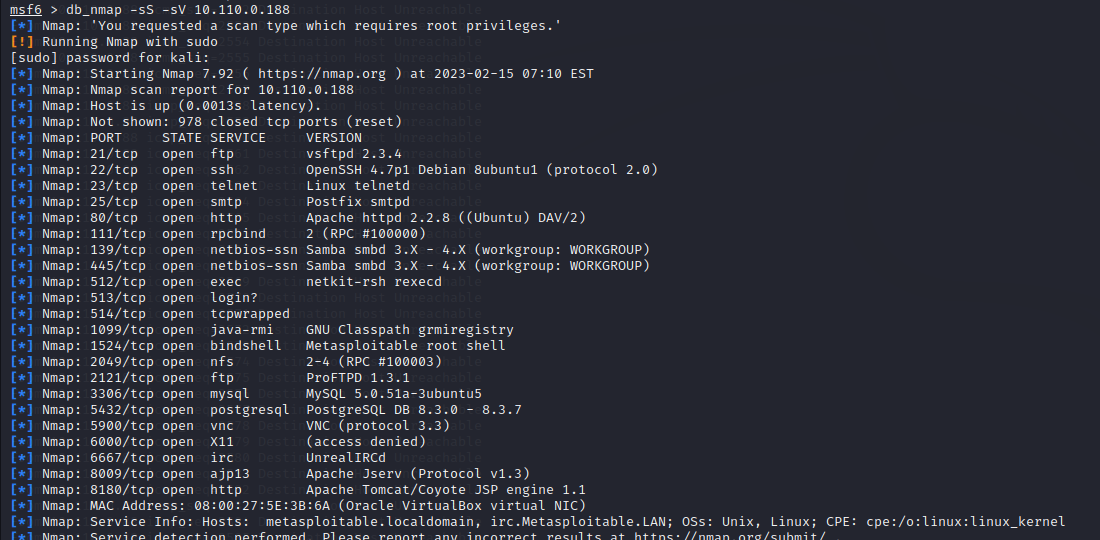 msf6 > db_nmap -sS -sV 10.110.0.188
[*] Nmap: 'You requested a scan type which requires root privileges.'
[!] Running Nmap with sudo
[sudo] password for kali:
[*] Nmap: Starting Nmap 7.92 ( https://nmap.org ) at 2023-02-15 07:10 EST
[*] Nmap: Nmap scan report for 10.110.0.188
[*] Nmap: Host is up (0.0013s latency).
[*] Nmap: Not shown: 978 closed tcp ports (reset)
[*] Nmap: PORT     STATE SERVICE     VERSION
[*] Nmap: 21/tcp   open  ftp         vsftpd 2.3.4
[*] Nmap: 22/tcp   open  ssh         OpenSSH 4.7p1 Debian 8ubuntu1 (protocol 2.0)
[*] Nmap: 23/tcp   open  telnet      Linux telnetd
[*] Nmap: 25/tcp   open  smtp        Postfix smtpd
[*] Nmap: 80/tcp   open  http        Apache httpd 2.2.8 ((Ubuntu) DAV/2)
[*] Nmap: 111/tcp  open  rpcbind     2 (RPC #100000)
[*] Nmap: 139/tcp  open  netbios-ssn Samba smbd 3.X - 4.X (workgroup: WORKGROUP)
[*] Nmap: 445/tcp  open  netbios-ssn Samba smbd 3.X - 4.X (workgroup: WORKGROUP)
[*] Nmap: 512/tcp  open  exec        netkit-rsh rexecd
[*] Nmap: 513/tcp  open  login?
[*] Nmap: 514/tcp  open  tcpwrapped
[*] Nmap: 1099/tcp open  java-rmi    GNU Classpath grmiregistry
[*] Nmap: 1524/tcp open  bindshell   Metasploitable root shell
[*] Nmap: 2049/tcp open  nfs         2-4 (RPC #100003)
[*] Nmap: 2121/tcp open  ftp         ProFTPD 1.3.1
[*] Nmap: 3306/tcp open  mysql       MySQL 5.0.51a-3ubuntu5
[*] Nmap: 5432/tcp open  postgresql  PostgreSQL DB 8.3.0 - 8.3.7
[*] Nmap: 5900/tcp open  vnc         VNC (protocol 3.3)
[*] Nmap: 6000/tcp open  X11         (access denied)
[*] Nmap: 6667/tcp open  irc         UnrealIRCd
[*] Nmap: 8009/tcp open  ajp13       Apache Jserv (Protocol v1.3)
[*] Nmap: 8180/tcp open  http        Apache Tomcat/Coyote JSP engine 1.1
[*] Nmap: MAC Address: 08:00:27:5E:3B:6A (Oracle VirtualBox virtual NIC)
[*] Nmap: Service Info: Hosts:  metasploitable.localdomain, irc.Metasploitable.LAN; OSs: Unix, Linux; CPE: cpe:/o:linux:linux_kernel
[*] Nmap: Service detection performed. Please report any incorrect results at https://nmap.org/submit/